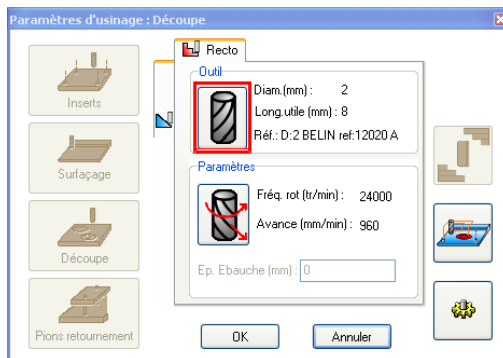 Paramètres d'usinage : Découpe
Inserts
Surfaçage
Découpe
Pions retournement
Recto
Outil
Diam.(mm) : 2
Long.utile (mm) : 8
Réf.: D:2 BELIN ref:12020 A
Paramètres
Fréq. rot (tr/min) : 24000
Avance (mm/min) : 960
Ep. Ebauche (mm) : 0
OK
Annuler